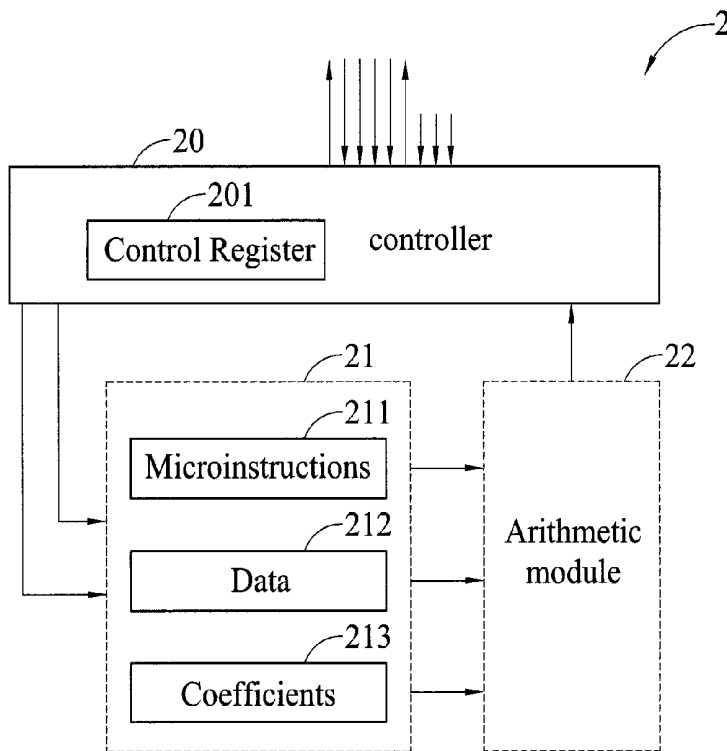 2
20
201
Control Register
controller
21
22
211
Microinstructions
212
Data
213
Coefficients
Arithmetic
module